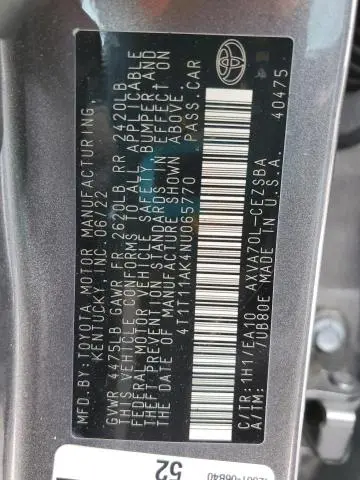 MFD.BY:TOYOTA MOTOR MANUFACTURING,
KENTUCKY,INC. 06/22
GVWR 4475LB GAWR FR 2620LB RR 2420LB
THIS VEHICLE CONFORMS TO ALL APPLICABLE
FEDERAL MOTOR VEHICLE SAFETY, BUMPER, AND
THEFT PREVENTION STANDARDS IN EFFECT ON
THE DATE OF MANUFACTURE SHOWN ABOVE.
4T1T11AK4NU065770 PASS.CAR
TOYOTA
C/TR:1H1/EA10 AXVA70L-CEZSBA
A/TM: /UB80E MADE IN U.S.A. 40475
52